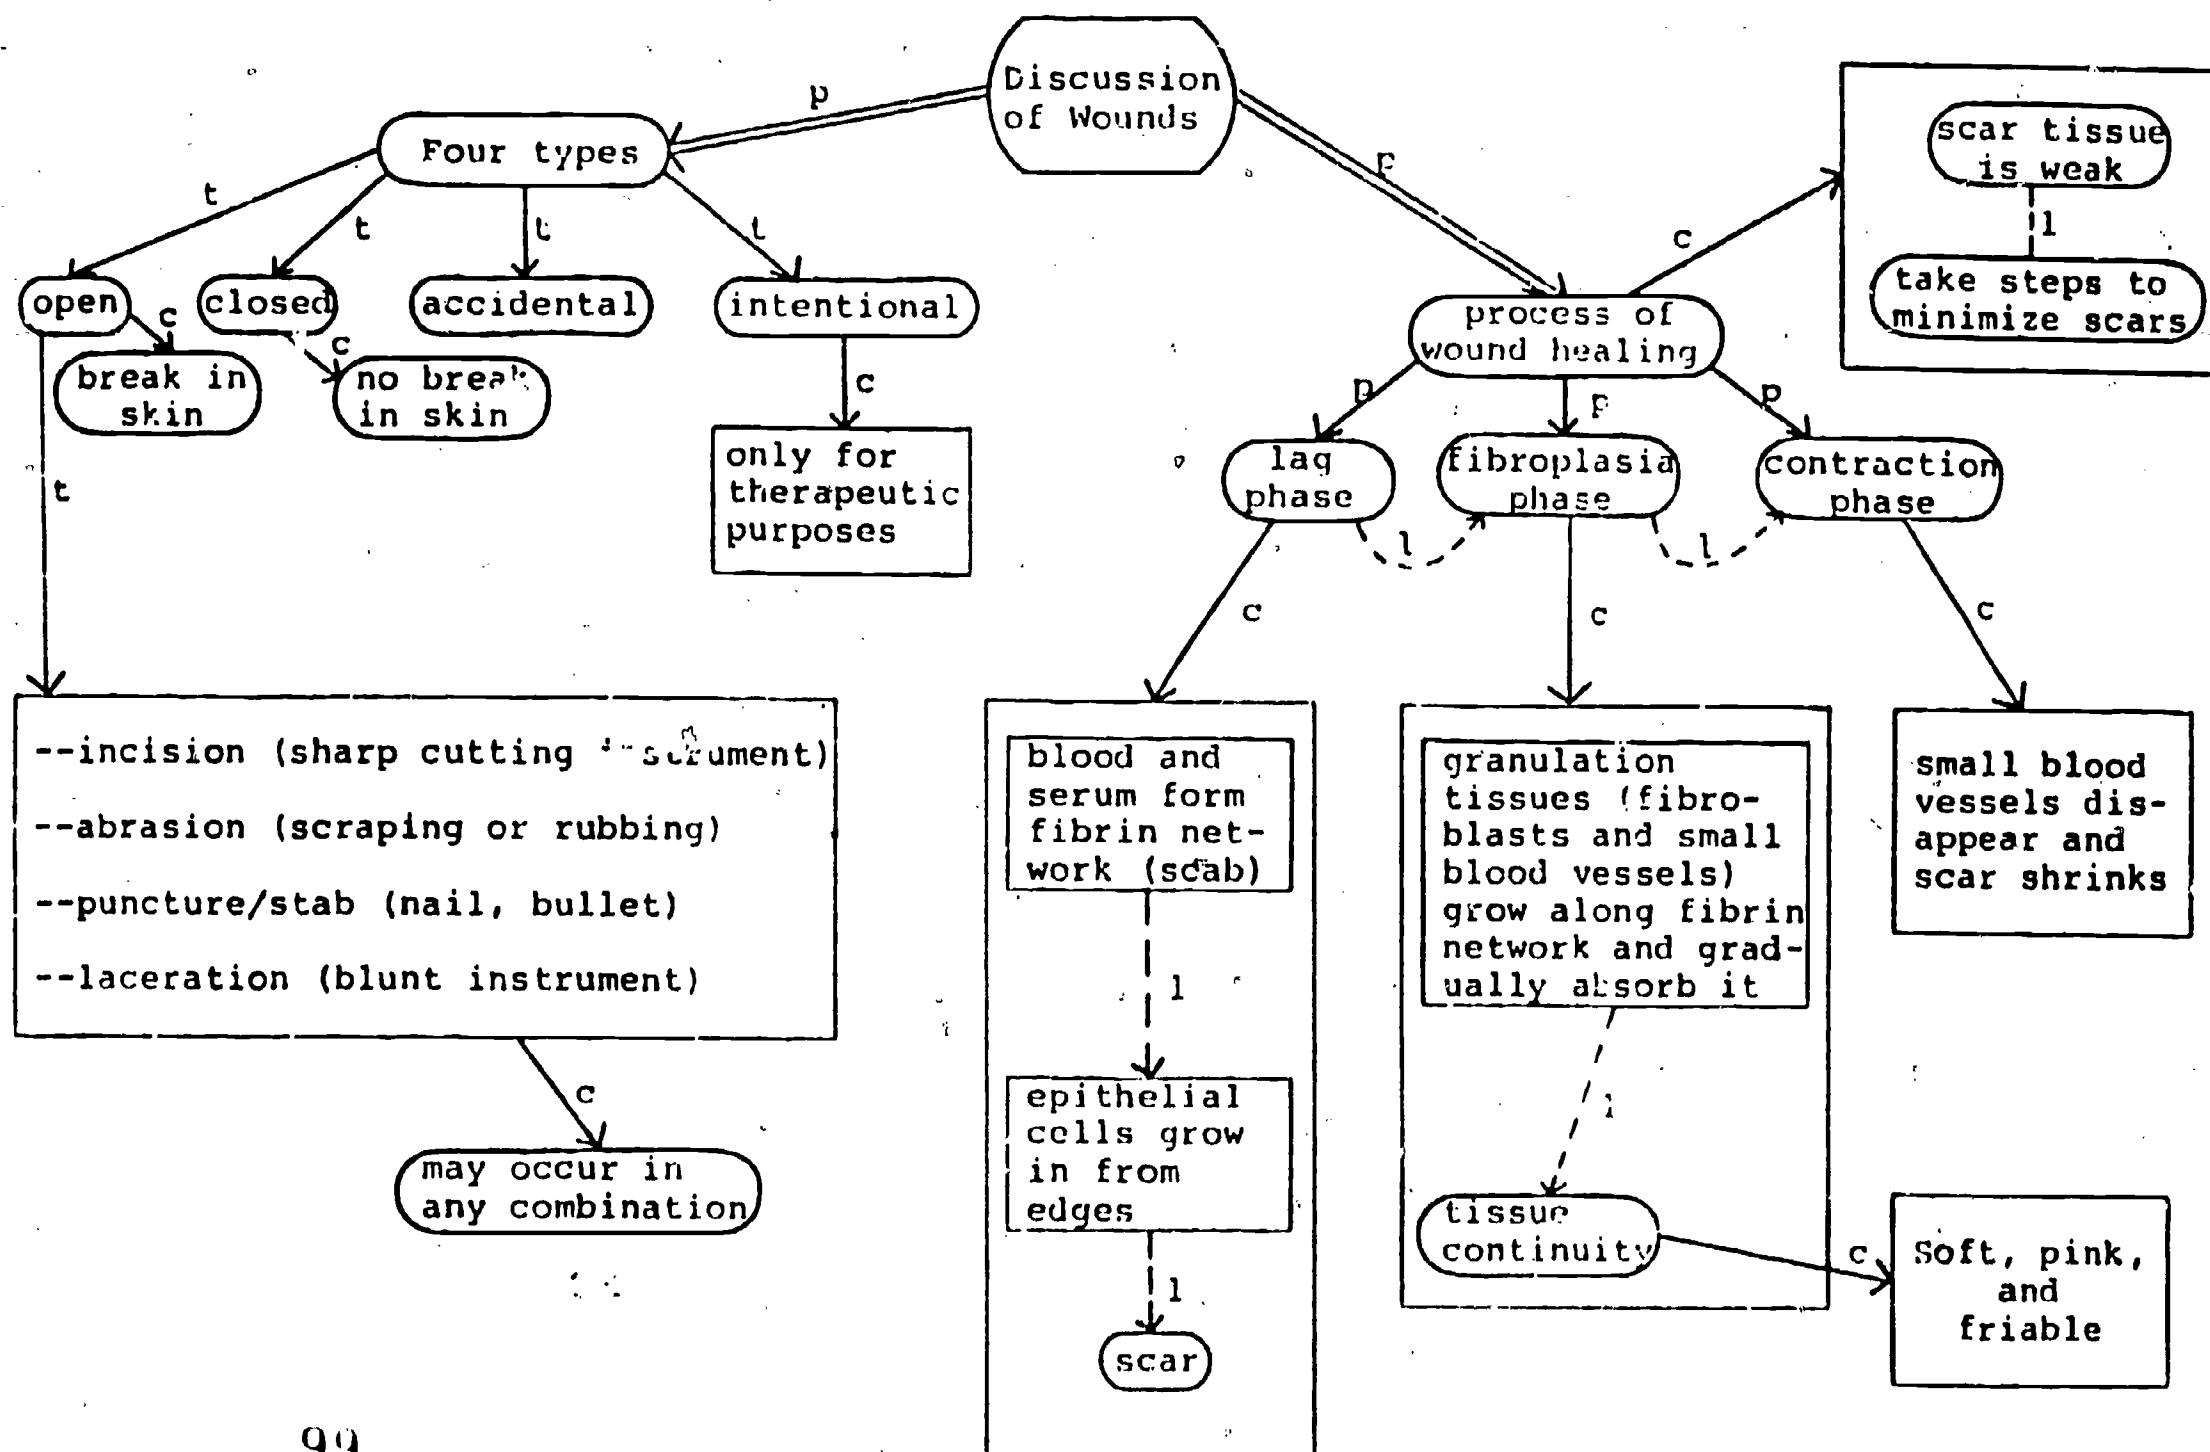 Discussion
of Wounds
p
p
Four types
t
t
t
t
open
c
break in
skin
closed
c
no break
in skin
accidental
intentional
c
only for
therapeutic
purposes
t
--incision (sharp cutting instrument)
--abrasion (scraping or rubbing)
--puncture/stab (nail, bullet)
--laceration (blunt instrument)
c
may occur in
any combination
process of
wound healing
c
scar tissue
is weak
l
take steps to
minimize scars
p
p
p
lag
phase
l
fibroplasia
phase
l
contraction
phase
c
c
c
blood and
serum form
fibrin net-
work (scab)
l
epithelial
cells grow
in from
edges
l
scar
granulation
tissues (fibro-
blasts and small
blood vessels)
grow along fibrin
network and grad-
ually absorb it
l
tissue
continuity
c
Soft, pink,
and
friable
small blood
vessels dis-
appear and
scar shrinks